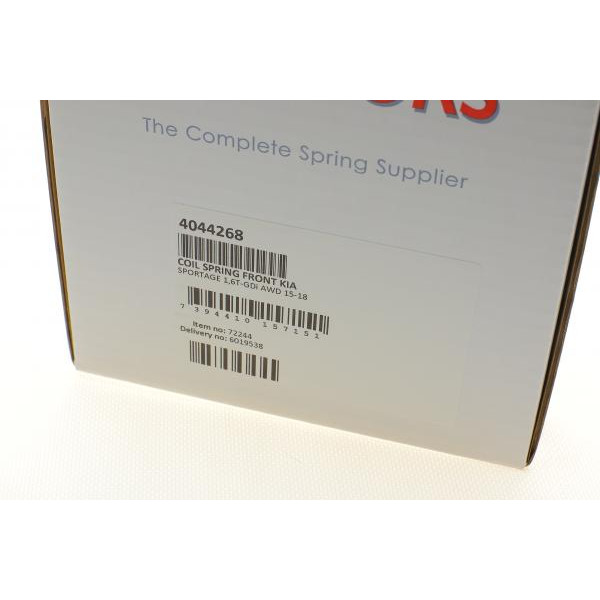 The Complete Spring Supplier
4044268
COIL SPRING FRONT KIA
SPORTAGE 1,6T-GDI AWD 15-18
7 394410 157151
Item no: 72244
Delivery no: 6019538